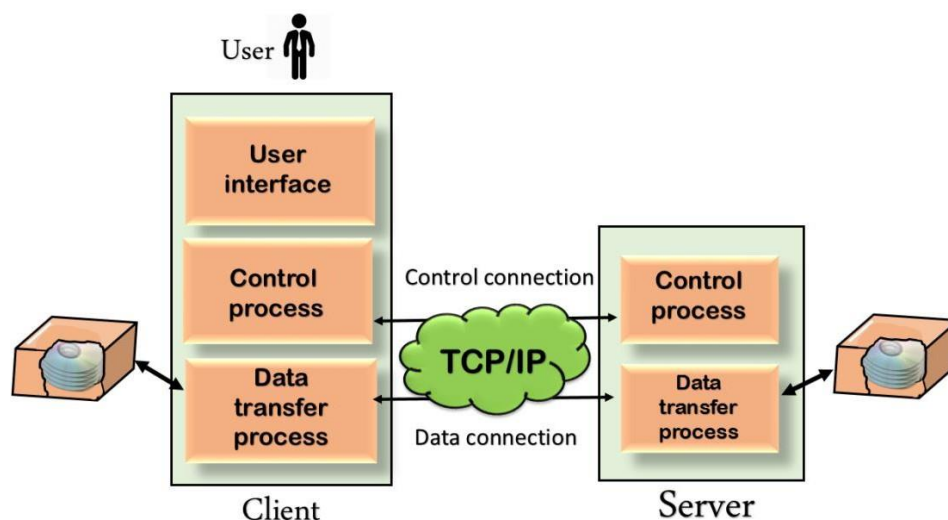 User
User
interface
Control
process
Data
transfer
process
Client
Control connection
TCP/IP
Data connection
Control
process
Data
transfer
process
Server